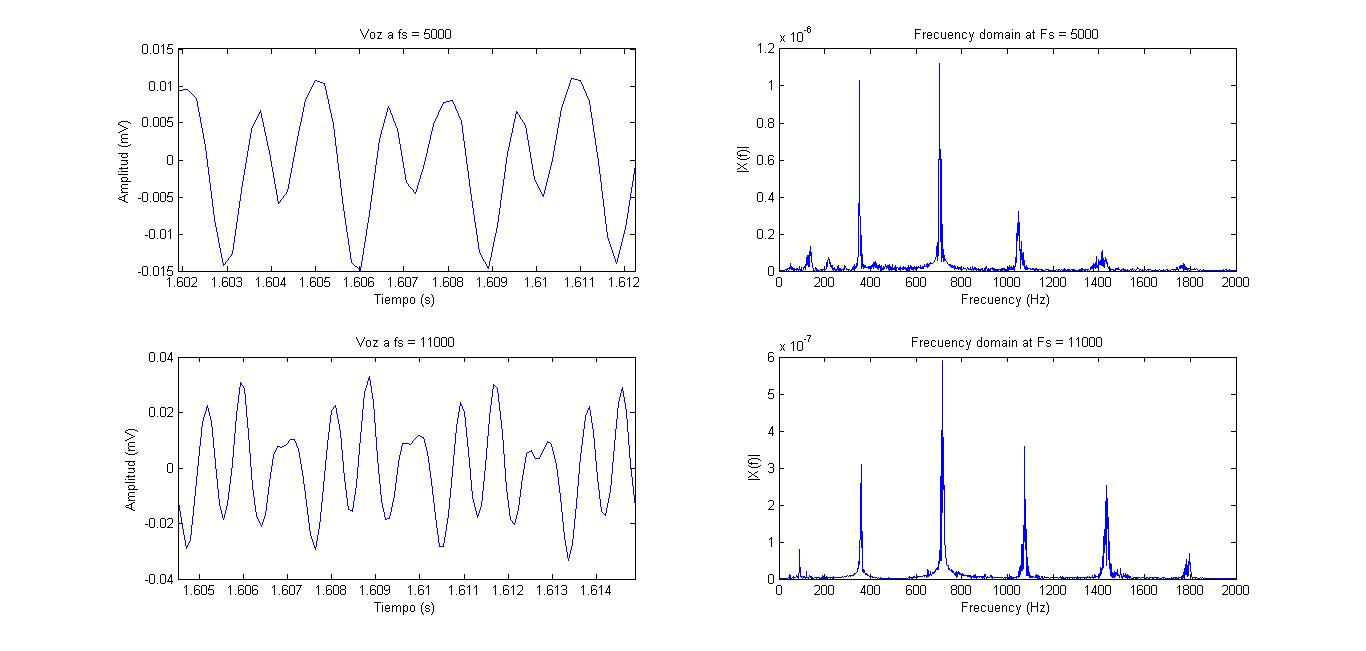 Voz a fs = 5000
0.015
0.01
0.005
0
-0.005
-0.01
-0.015
Amplitud (mV)
1.602 1.603 1.604 1.605 1.606 1.607 1.608 1.609 1.61 1.611 1.612
Tiempo (s)
Frecuency domain at Fs = 5000
x 10-6
1.2
1
0.8
0.6
0.4
0.2
0
|X(f)|
0 200 400 600 800 1000 1200 1400 1600 1800 2000
Frecuency (Hz)
Voz a fs = 11000
0.04
0.02
0
-0.02
-0.04
Amplitud (mV)
1.605 1.606 1.607 1.608 1.609 1.61 1.611 1.612 1.613 1.614
Tiempo (s)
Frecuency domain at Fs = 11000
x 10-7
6
5
4
3
2
1
0
|X(f)|
0 200 400 600 800 1000 1200 1400 1600 1800 2000
Frecuency (Hz)